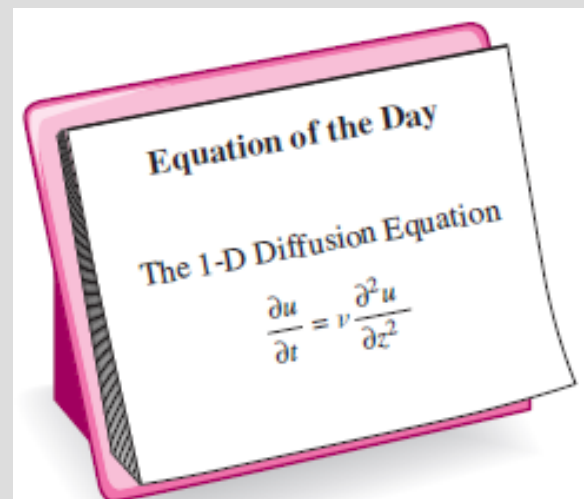 Equation of the Day
The 1-D Diffusion Equation
∂u/∂t = ν ∂²u/∂z²